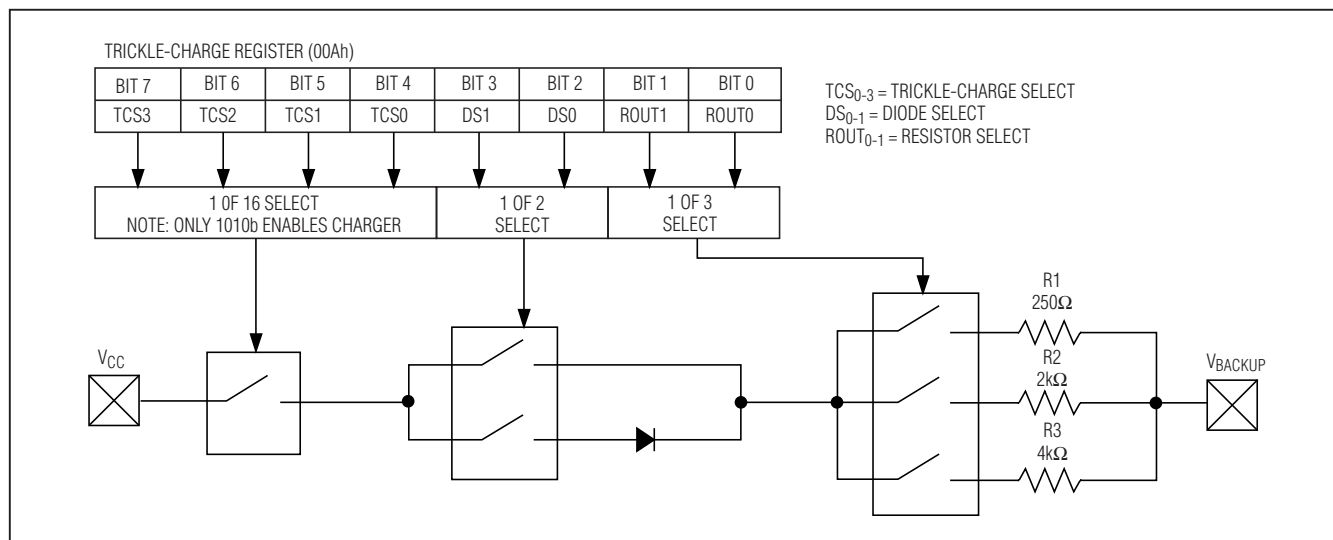 TRICKLE-CHARGE REGISTER (00Ah)
BIT 7 BIT 6 BIT 5 BIT 4 BIT 3 BIT 2 BIT 1 BIT 0
TCS3 TCS2 TCS1 TCS0 DS1 DS0 ROUT1 ROUT0
TCS0-3 = TRICKLE-CHARGE SELECT
DS0-1 = DIODE SELECT
ROUT0-1 = RESISTOR SELECT
1 OF 16 SELECT
NOTE: ONLY 1010b ENABLES CHARGER
1 OF 2
SELECT
1 OF 3
SELECT
R1
250Ω
VCC
R2
2kΩ
VBACKUP
R3
4kΩ